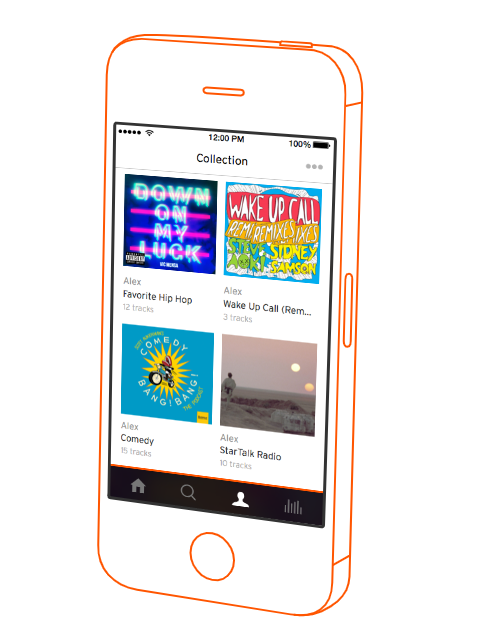 12:00 PM
100%
Collection
DOWN
ON
MY
LUCK
VIC MENSA
WAKE UP CALL
REMIXES
STEVE
AOKI
SIDNEY
SAMSON
Alex
Favorite Hip Hop
12 tracks
Alex
Wake Up Call (Rem...
3 tracks
COMEDY
BANG! BANG!
THE PODCAST
Alex
Comedy
15 tracks
Alex
StarTalk Radio
10 tracks